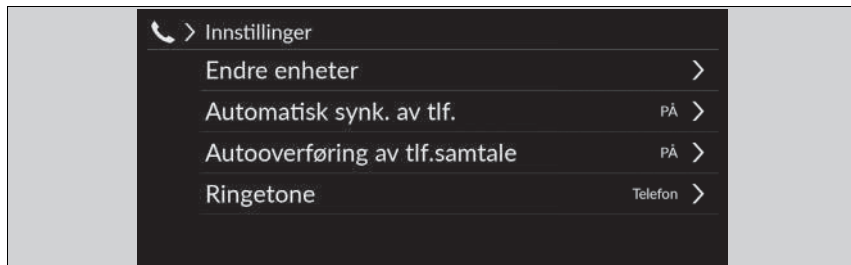 Innstillinger
Endre enheter
Automatisk synk. av tlf. PÅ
Autooverføring av tlf.samtale PÅ
Ringetone Telefon